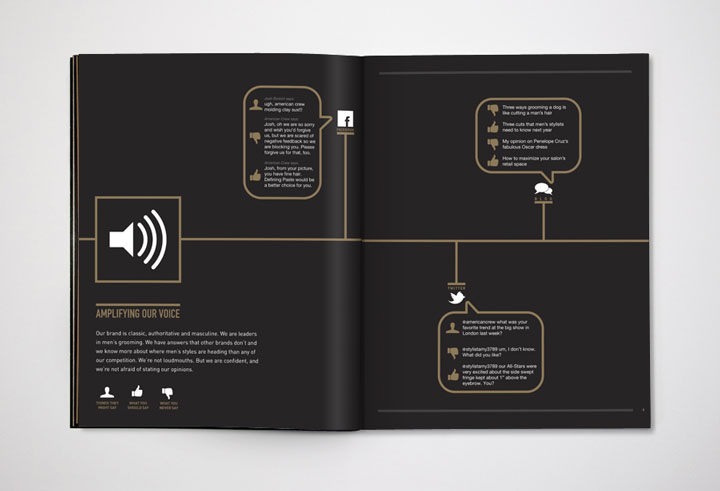 Josh Branch says
ugh, american crew
molding clay sux!!!
American Crew says
Josh, oh we are so sorry
and wish you'd forgive
us, but we are scared of
negative feedback so we
are blocking you. Please
forgive us for that, too.
American Crew says
Josh, from your picture,
you have fine hair.
Defining Paste would be
a better choice for you.
f
FACEBOOK
AMPLIFYING OUR VOICE
Our brand is classic, authoritative and masculine. We are leaders
in men's grooming. We have answers that other brands don't and
we know more about where men's styles are heading than any of
our competition. We're not loudmouths. But we are confident, and
we're not afraid of stating our opinions.
THINGS THEY
MIGHT SAY
WHAT YOU
SHOULD SAY
WHAT YOU
NEVER SAY
Three ways grooming a dog is
like cutting a men's hair
Three cuts that men's stylists
need to know next year
My opinion on Penelope Cruz's
fabulous Oscar dress
How to maximize your salon's
retail space
BLOG
TWITTER
@americancrew what was your
favorite trend at the big show in
London last week?
@stylistamy3789 um, I don't know.
What did you like?
@stylistamy3789 our All-Stars were
very excited about the side swept
fringe kept about 1" above the
eyebrow. You?